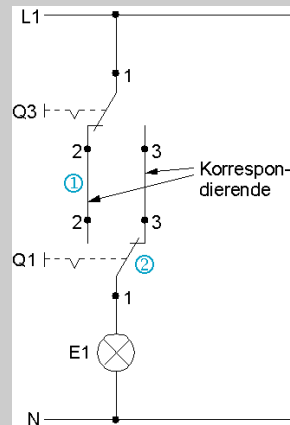 L1
1
Q3
2 3
①
Korrespon-
dierende
2 3
Q1 ②
1
E1
N